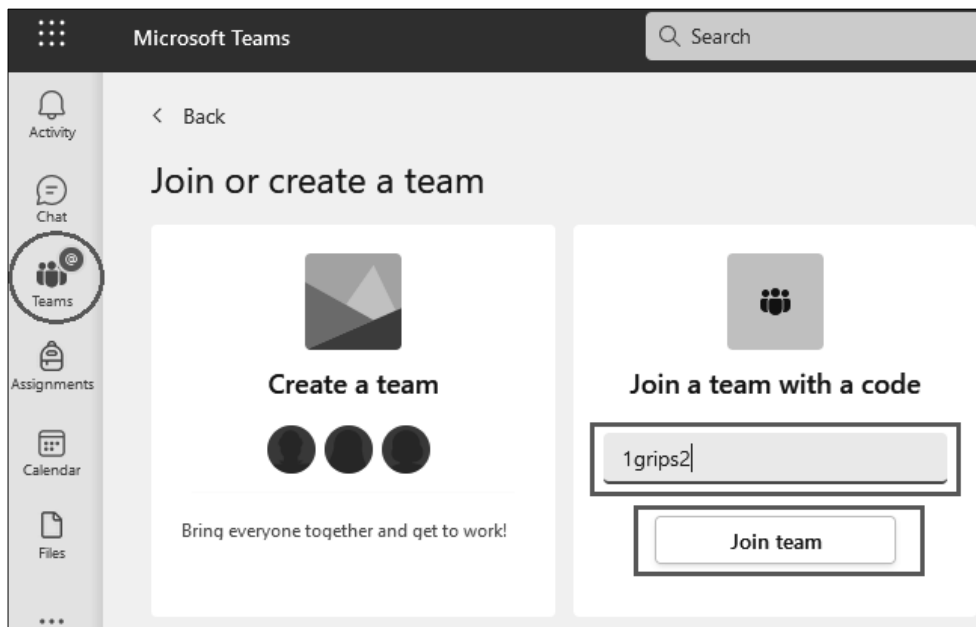 Microsoft Teams
Search
Activity
Chat
@
Teams
Assignments
Calendar
Files
Back
Join or create a team
Create a team
Bring everyone together and get to work!
Join a team with a code
1grips2
Join team